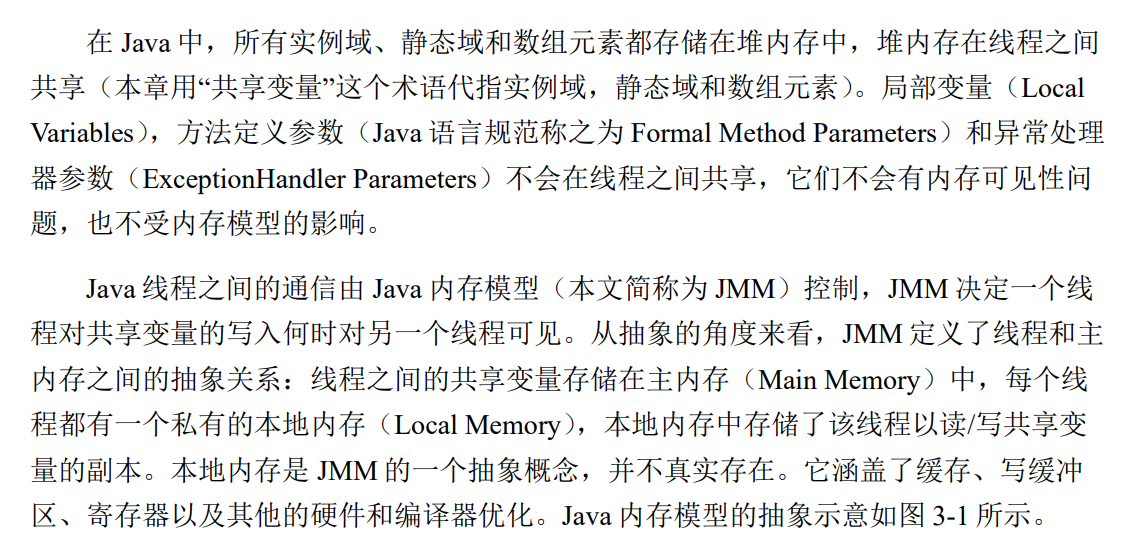 在 Java 中，所有实例域、静态域和数组元素都存储在堆内存中，堆内存在线程之间
共享（本章用“共享变量”这个术语代指实例域，静态域和数组元素）。局部变量（Local
Variables），方法定义参数（Java 语言规范称之为 Formal Method Parameters）和异常处理
器参数（ExceptionHandler Parameters）不会在线程之间共享，它们不会有内存可见性问
题，也不受内存模型的影响。
Java 线程之间的通信由 Java 内存模型（本文简称为 JMM）控制，JMM 决定一个线
程对共享变量的写入何时对另一个线程可见。从抽象的角度来看，JMM 定义了线程和主
内存之间的抽象关系：线程之间的共享变量存储在主内存（Main Memory）中，每个线
程都有一个私有的本地内存（Local Memory），本地内存中存储了该线程以读/写共享变
量的副本。本地内存是 JMM 的一个抽象概念，并不真实存在。它涵盖了缓存、写缓冲
区、寄存器以及其他的硬件和编译器优化。Java 内存模型的抽象示意如图 3-1 所示。